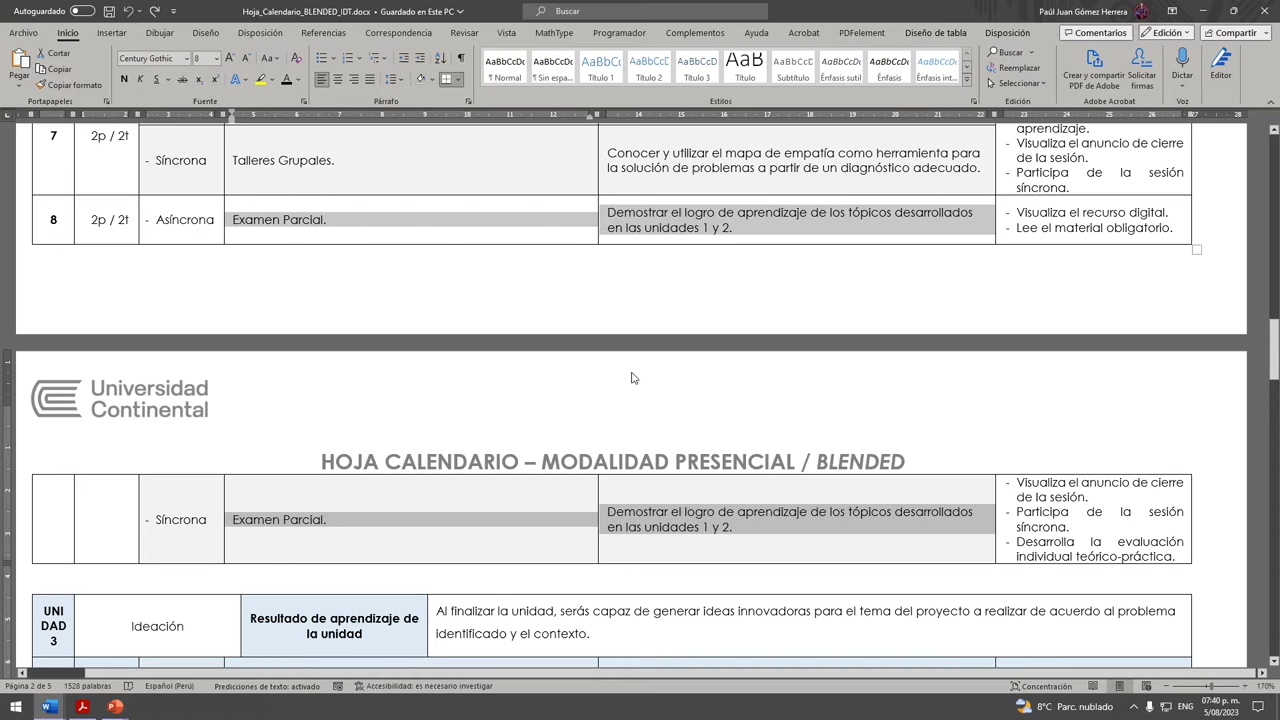 Autoguardado
Hoja_Calendario_BLENDED_IDT.docx • Guardado en Este PC
Buscar
Paúl Juan Gómez Herrera
Archivo
Inicio
Insertar
Dibujar
Diseño
Disposición
Referencias
Correspondencia
Revisar
Vista
MathType
Programador
Complementos
Ayuda
Acrobat
PDFelement
Diseño de tabla
Disposición
Comentarios
Edición
Compartir
Pegar
Cortar
Copiar
Copiar formato
Century Gothic
8
AaBbCcDc
AaBbCcDc
AaBbCc
AaBbCcD
AaBbCcD
AaB
AaBbCcD
AaBbCcDc
AaBbCcDc
AaBbCcDc
¶ Normal
¶ Sin espa...
Título 1
Título 2
Título 3
Título
Subtítulo
Énfasis sutil
Énfasis
Énfasis int...
Buscar
Reemplazar
Seleccionar
Crear y compartir
PDF de Adobe
Solicitar
firmas
Dictar
Editor
Portapapeles
Fuente
Párrafo
Estilos
Edición
Adobe Acrobat
Voz
7
2p / 2t
- Síncrona
Talleres Grupales.
Conocer y utilizar el mapa de empatía como herramienta para
la solución de problemas a partir de un diagnóstico adecuado.
aprendizaje.
- Visualiza el anuncio de cierre
de la sesión.
- Participa de la sesión
síncrona.
8
2p / 2t
- Asíncrona
Examen Parcial.
Demostrar el logro de aprendizaje de los tópicos desarrollados
en las unidades 1 y 2.
- Visualiza el recurso digital.
- Lee el material obligatorio.
Universidad
Continental
HOJA CALENDARIO – MODALIDAD PRESENCIAL / BLENDED
- Síncrona
Examen Parcial.
Demostrar el logro de aprendizaje de los tópicos desarrollados
en las unidades 1 y 2.
- Visualiza el anuncio de cierre
de la sesión.
- Participa de la sesión
síncrona.
- Desarrolla la evaluación
individual teórico-práctica.
UNI
DAD
3
Ideación
Resultado de aprendizaje de
la unidad
Al finalizar la unidad, serás capaz de generar ideas innovadoras para el tema del proyecto a realizar de acuerdo al problema
identificado y el contexto.
Página 2 de 5
1528 palabras
Español (Perú)
Predicciones de texto: activado
Accesibilidad: es necesario investigar
Concentración
170%
8°C Parc. nublado
ENG
07:40 p. m.
5/08/2023